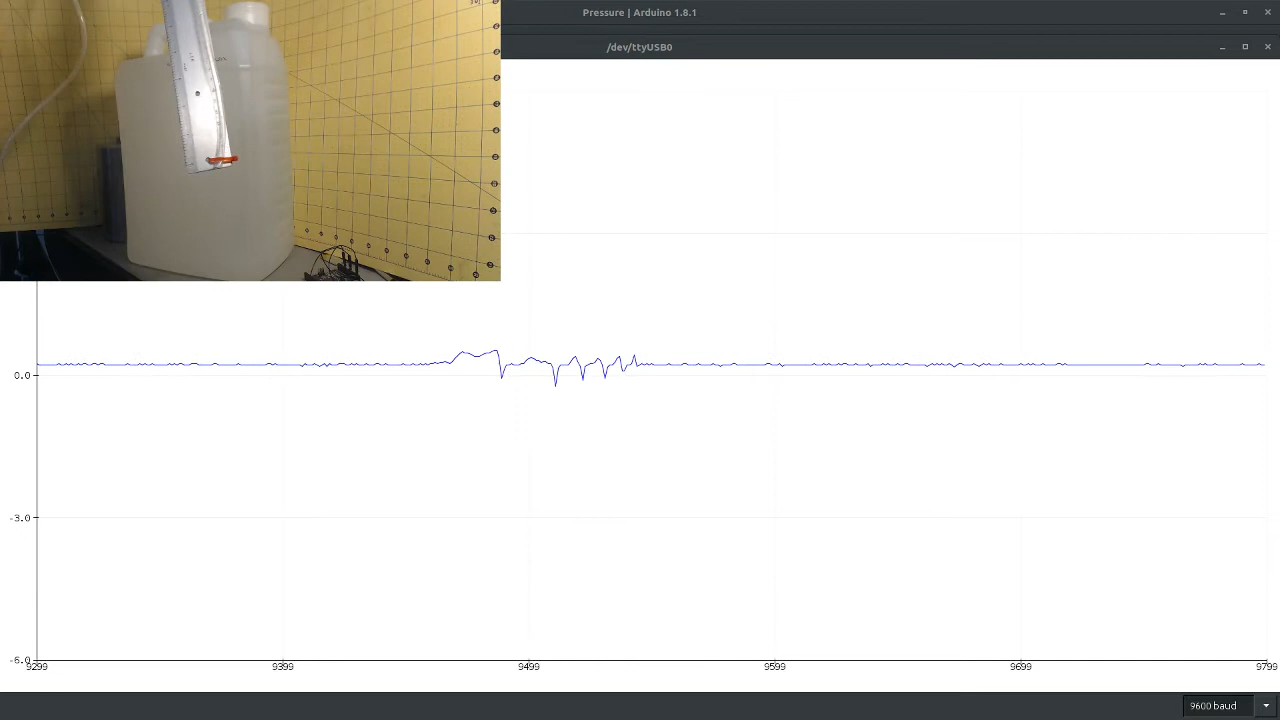 Pressure | Arduino 1.8.1
/dev/ttyUSB0
0.0
-3.0
-6.0
9299 9399 9499 9599 9699 9799
9600 baud